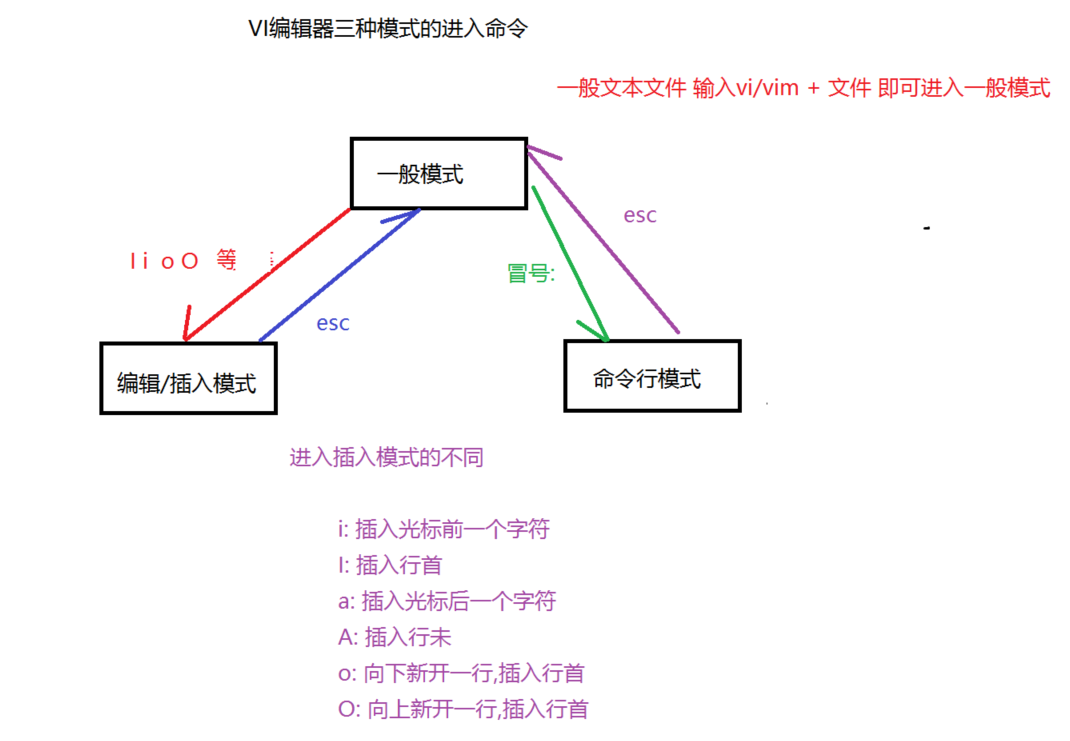 VI编辑器三种模式的进入命令
一般文本文件 输入vi/vim + 文件 即可进入一般模式
一般模式
esc
I i o O 等
冒号:
esc
编辑/插入模式
命令行模式
进入插入模式的不同
i: 插入光标前一个字符
I: 插入行首
a: 插入光标后一个字符
A: 插入行未
o: 向下新开一行,插入行首
O: 向上新开一行,插入行首